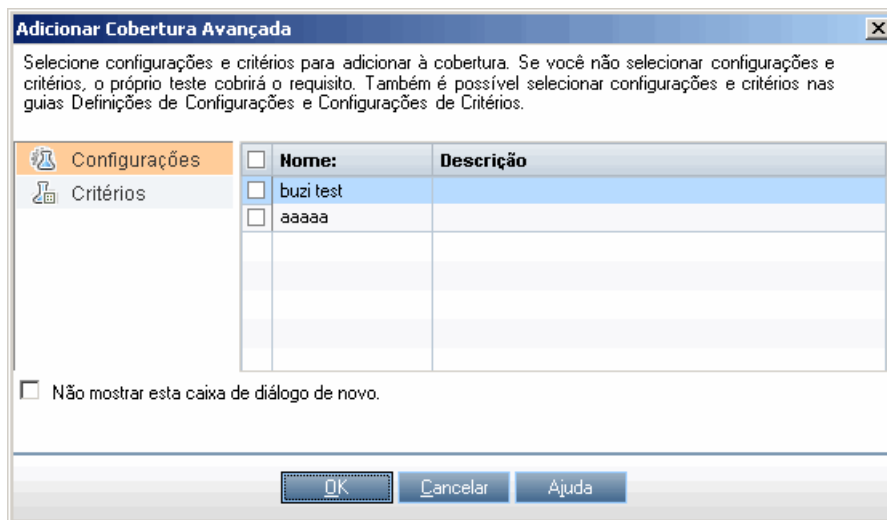 Adicionar Cobertura Avançada
Selecione configurações e critérios para adicionar à cobertura. Se você não selecionar configurações e
critérios, o próprio teste cobrirá o requisito. Também é possível selecionar configurações e critérios nas
guias Definições de Configurações e Configurações de Critérios.
Configurações
Critérios
Nome: Descrição
buzi test
aaaaa
Não mostrar esta caixa de diálogo de novo.
OK Cancelar Ajuda